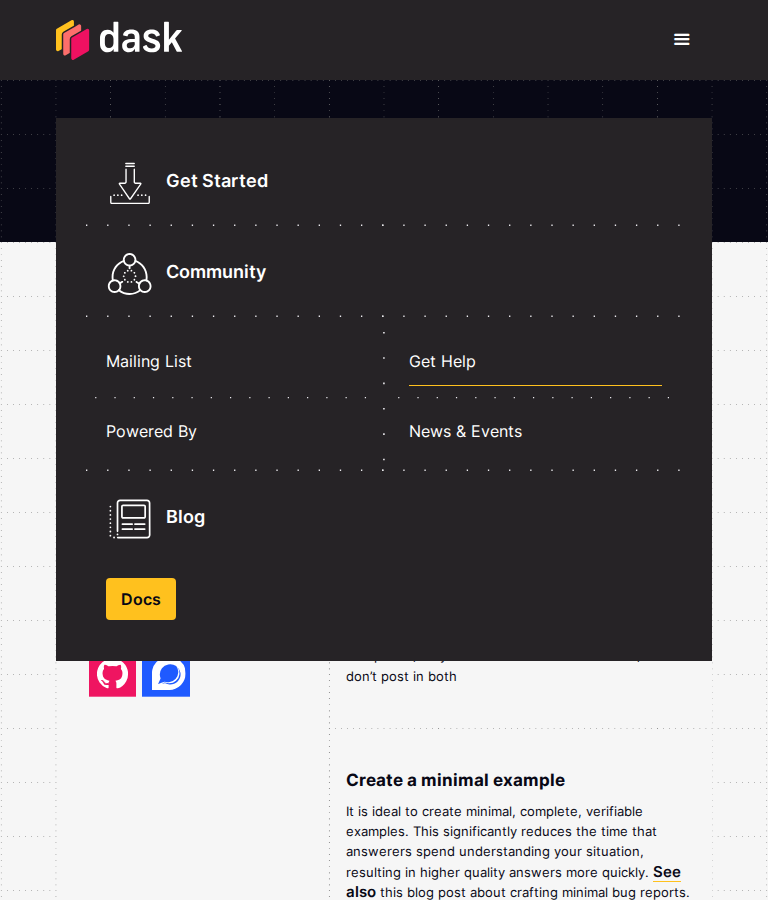 dask
Get Started
Community
Mailing List
Get Help
Powered By
News & Events
Blog
Docs
don’t post in both
Create a minimal example
It is ideal to create minimal, complete, verifiable
examples. This significantly reduces the time that
answerers spend understanding your situation,
resulting in higher quality answers more quickly. See
also this blog post about crafting minimal bug reports.